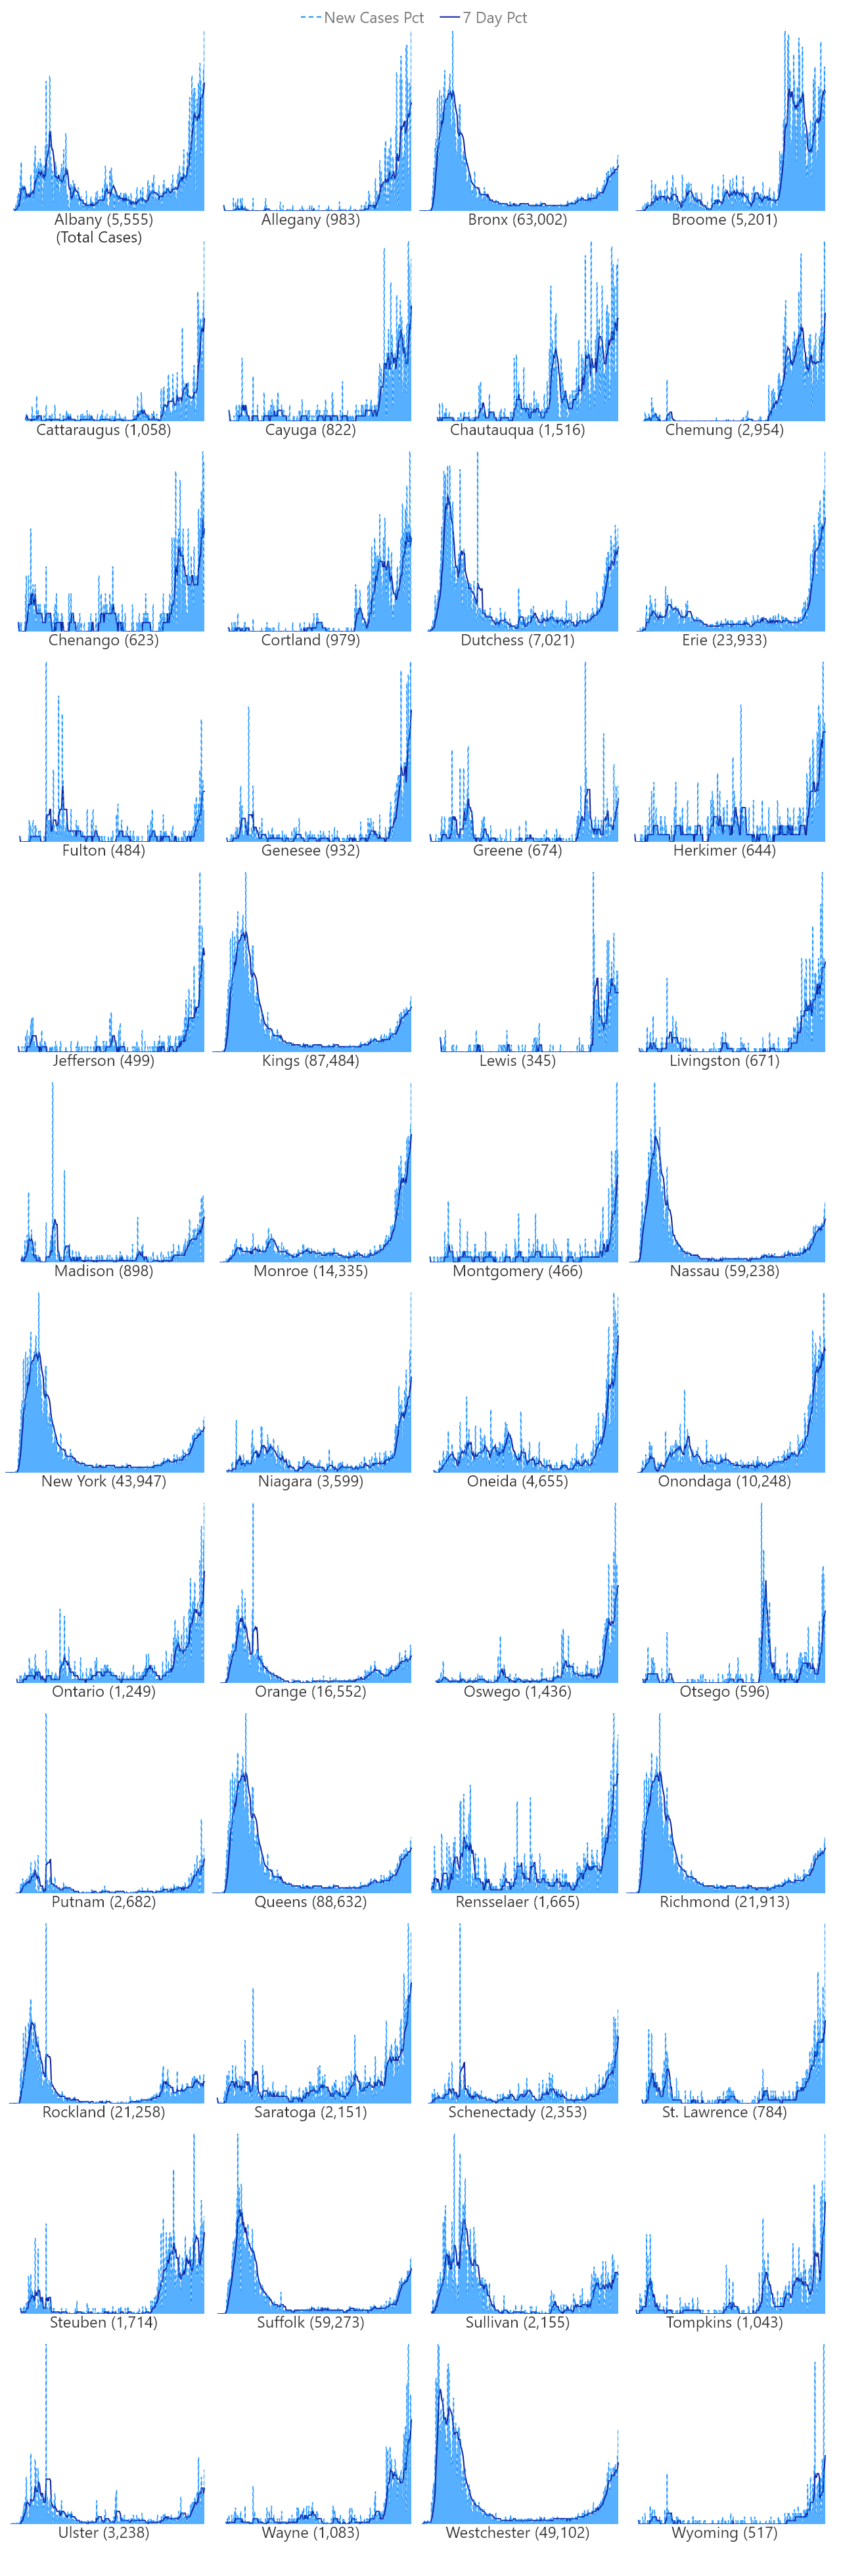 New Cases Pct 7 Day Pct
Albany (5,555) Allegany (983) Bronx (63,002) Broome (5,201)
(Total Cases)
Cattaraugus (1,058) Cayuga (822) Chautauqua (1,516) Chemung (2,954)
Chenango (623) Cortland (979) Dutchess (7,021) Erie (23,933)
Fulton (484) Genesee (932) Greene (674) Herkimer (644)
Jefferson (499) Kings (87,484) Lewis (345) Livingston (671)
Madison (898) Monroe (14,335) Montgomery (466) Nassau (59,238)
New York (43,947) Niagara (3,599) Oneida (4,655) Onondaga (10,248)
Ontario (1,249) Orange (16,552) Oswego (1,436) Otsego (596)
Putnam (2,682) Queens (88,632) Rensselaer (1,665) Richmond (21,913)
Rockland (21,258) Saratoga (2,151) Schenectady (2,353) St. Lawrence (784)
Steuben (1,714) Suffolk (59,273) Sullivan (2,155) Tompkins (1,043)
Ulster (3,238) Wayne (1,083) Westchester (49,102) Wyoming (517)